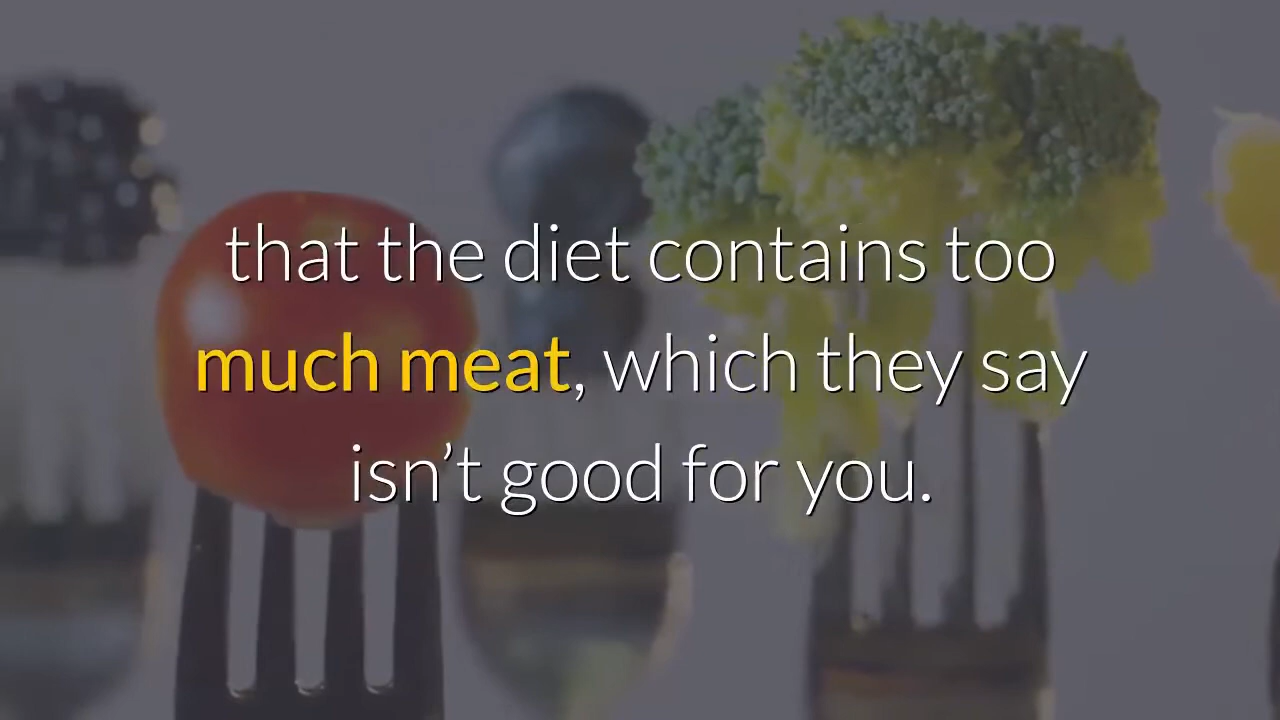 that the diet contains too
much meat, which they say
isn’t good for you.